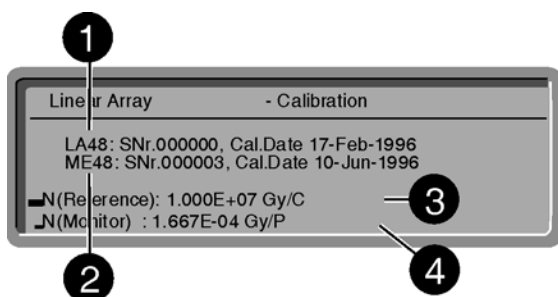 1
Linear Array - Calibration
LA48: SNr.000000, Cal.Date 17-Feb-1996
ME48: SNr.000003, Cal.Date 10-Jun-1996
N(Reference): 1.000E+07 Gy/C
3
N(Monitor) : 1.667E-04 Gy/P
2
4